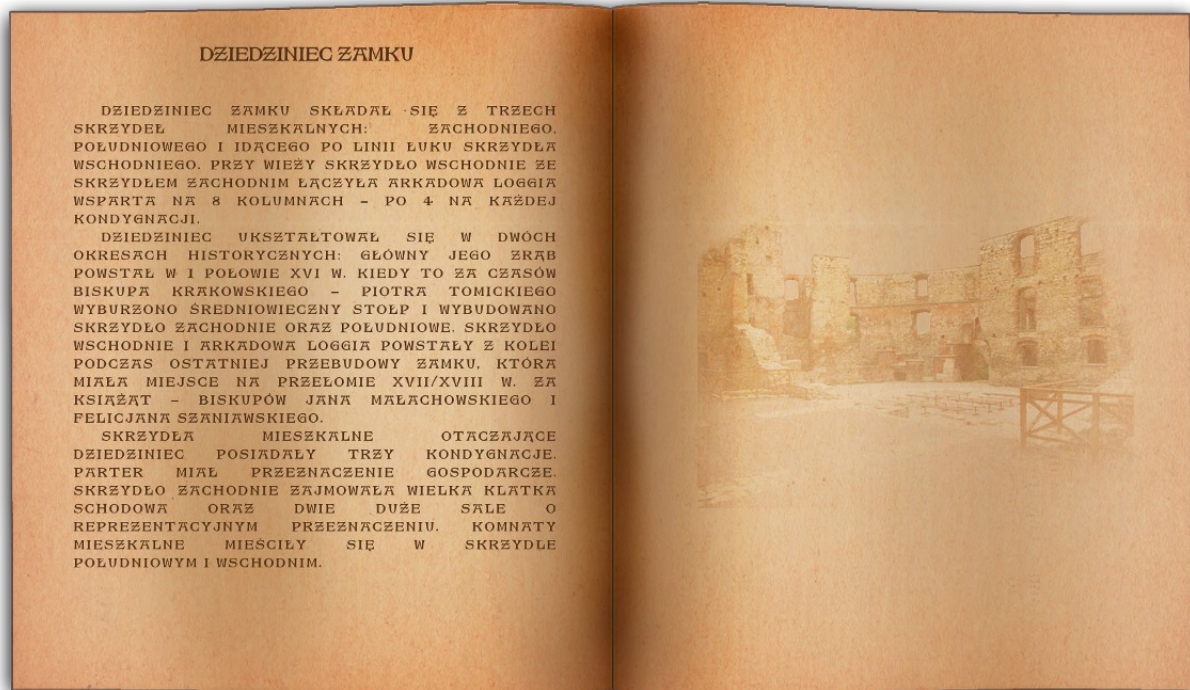 DZIEDZINIEC ZAMKU
DZIEDZINIEC ZAMKU SKŁADAŁ SIĘ Z TRZECH
SKRZYDEŁ MIESZKALNYCH: ZACHODNIEGO,
POŁUDNIOWEGO I IDĄCEGO PO LINII ŁUKU SKRZYDŁA
WSCHODNIEGO. PRZY WIEŻY SKRZYDŁO WSCHODNIE ZE
SKRZYDŁEM ZACHODNIM ŁĄCZYŁA ARKADOWA LOGGIA
WSPARTA NA 8 KOLUMNACH – PO 4 NA KAŻDEJ
KONDYGNACJI.
DZIEDZINIEC UKSZTAŁTOWAŁ SIĘ W DWÓCH
OKRESACH HISTORYCZNYCH: GŁÓWNY JEGO ZRĄB
POWSTAŁ W I POŁOWIE XVI W. KIEDY TO ZA CZASÓW
BISKUPA KRAKOWSKIEGO – PIOTRA TOMICKIEGO
WYBURZONO ŚREDNIOWIECZNY STOŁP I WYBUDOWANO
SKRZYDŁO ZACHODNIE ORAZ POŁUDNIOWE. SKRZYDŁO
WSCHODNIE I ARKADOWA LOGGIA POWSTAŁY Z KOLEI
PODCZAS OSTATNIEJ PRZEBUDOWY ZAMKU, KTÓRA
MIAŁA MIEJSCE NA PRZEŁOMIE XVII/XVIII W. ZA
KSIĄŻĄT – BISKUPÓW JANA MAŁACHOWSKIEGO I
FELICJANA SZANIAWSKIEGO.
SKRZYDŁA MIESZKALNE OTACZAJĄCE
DZIEDZINIEC POSIADAŁY TRZY KONDYGNACJE.
PARTER MIAŁ PRZEZNACZENIE GOSPODARCZE.
SKRZYDŁO ZACHODNIE ZAJMOWAŁA WIELKA KLATKA
SCHODOWA ORAZ DWIE DUŻE SALE O
REPREZENTACYJNYM PRZEZNACZENIU. KOMNATY
MIESZKALNE MIEŚCIŁY SIĘ W SKRZYDLE
POŁUDNIOWYM I WSCHODNIM.